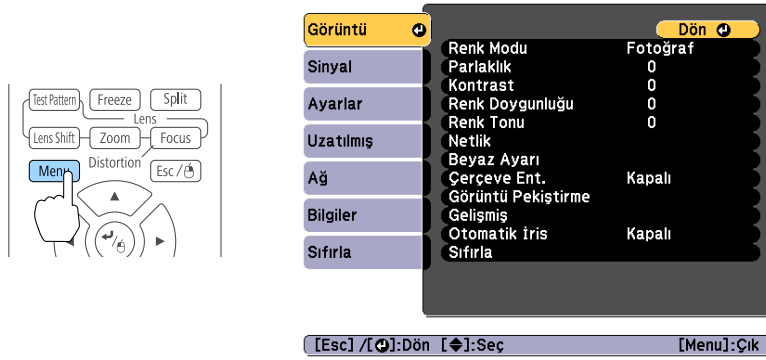 Test Pattern Freeze Split
Lens
Lens Shift Zoom Focus
Distortion
Menu Esc /
Görüntü
Sinyal
Ayarlar
Uzatılmış
Ağ
Bilgiler
Sıfırla
Dön
Renk Modu Fotoğraf
Parlaklık 0
Kontrast 0
Renk Doygunluğu 0
Renk Tonu 0
Netlik
Beyaz Ayarı
Çerçeve Ent. Kapalı
Görüntü Pekiştirme
Gelişmiş
Otomatik İris Kapalı
Sıfırla
[Esc] /[⏎]:Dön [◆]:Seç [Menu]:Çık